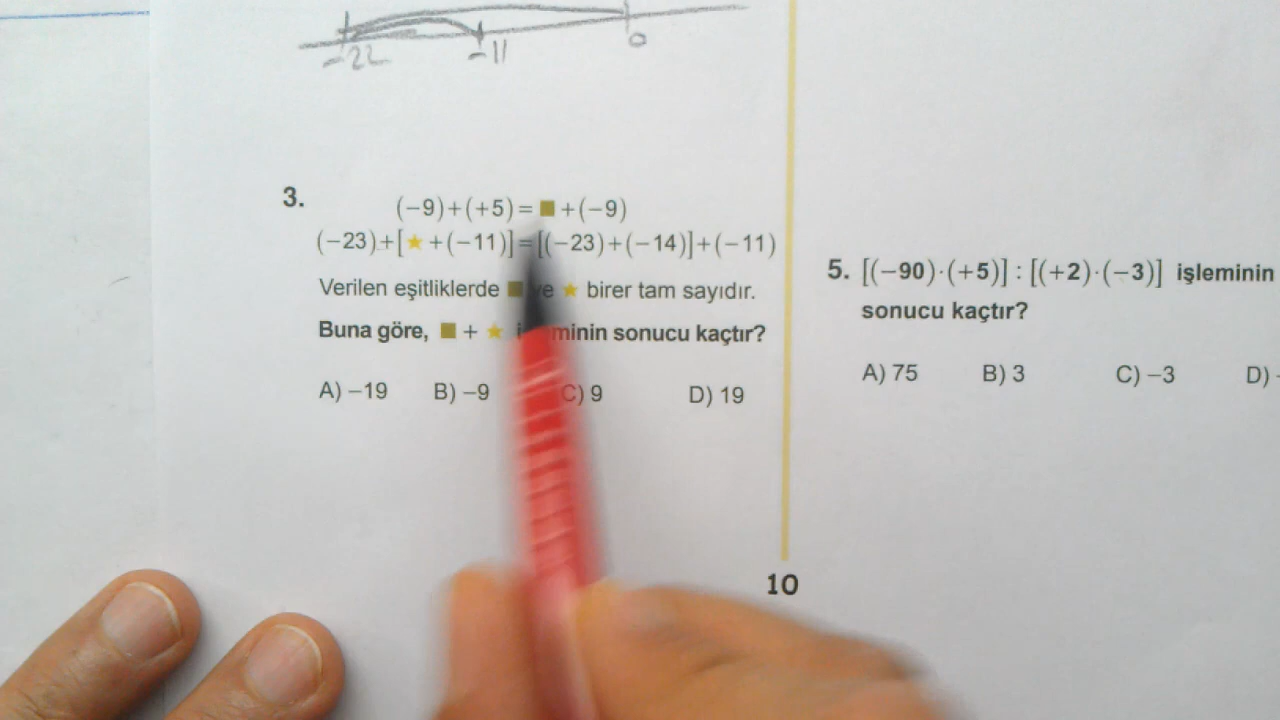 -22 -11 0
3.
(−9)+(+5)= ■ +(−9)
(−23)+[ ★ +(−11)]=[(−23)+(−14)]+(−11)
Verilen eşitliklerde ■ ve ★ birer tam sayıdır.
Buna göre, ■ + ★ sonucu kaçtır?
A) −19 B) −9 C) 9 D) 19
10
5. [(−90)·(+5)] : [(+2)·(−3)] işleminin
sonucu kaçtır?
A) 75 B) 3 C) −3 D) -